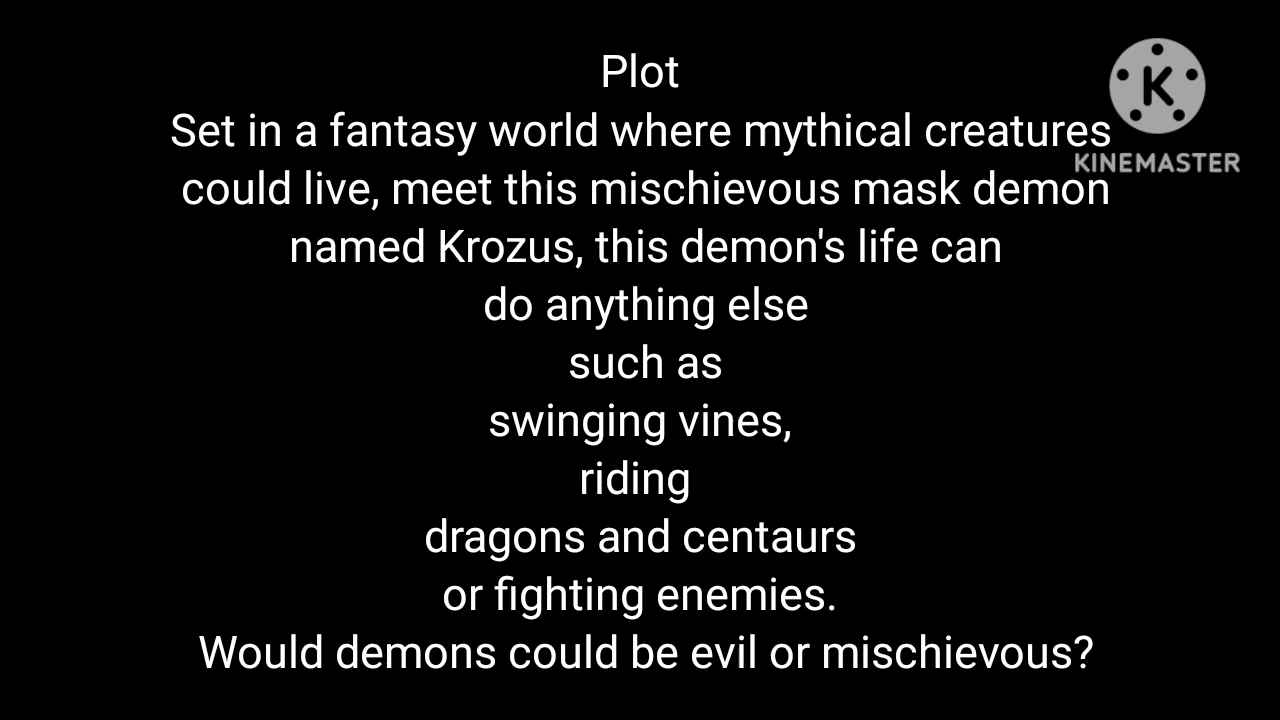 Plot
Set in a fantasy world where mythical creatures
could live, meet this mischievous mask demon
named Krozus, this demon's life can
do anything else
such as
swinging vines,
riding
dragons and centaurs
or fighting enemies.
Would demons could be evil or mischievous?
K
KINEMASTER